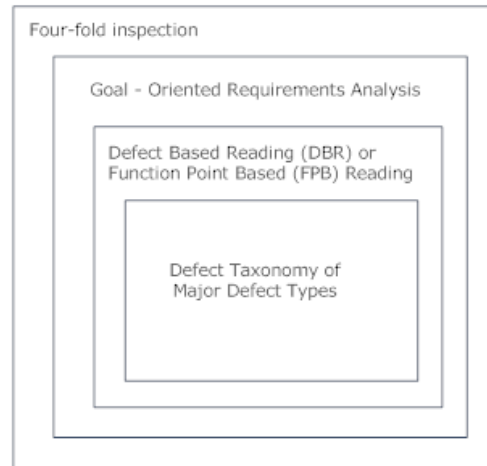 Four-fold inspection
Goal - Oriented Requirements Analysis
Defect Based Reading (DBR) or
Function Point Based (FPB) Reading
Defect Taxonomy of
Major Defect Types